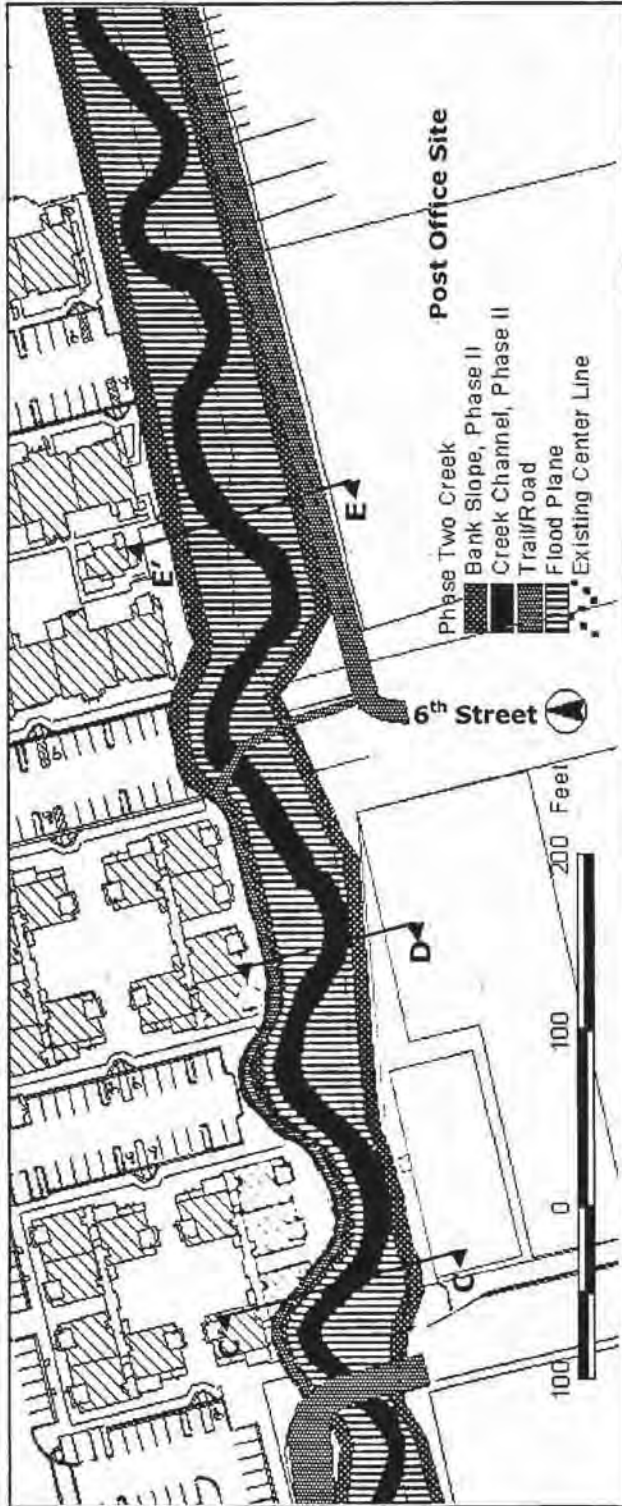 Post Office Site
Phase Two Creek
Bank Slope, Phase II
Creek Channel, Phase II
Trail/Road
Flood Plane
Existing Center Line
E'
E
6th Street
D
C'
C
100 0 100 200 Feet